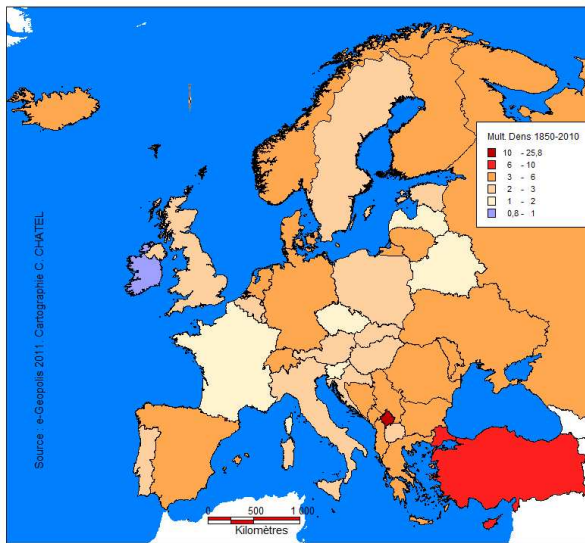 Mult. Dens 1850-2010
10 - 25,8
6 - 10
3 - 6
2 - 3
1 - 2
0,8 - 1
Source : e-Geopolis 2011 Cartographie C. CHATEL
0 500 1 000
Kilomètres